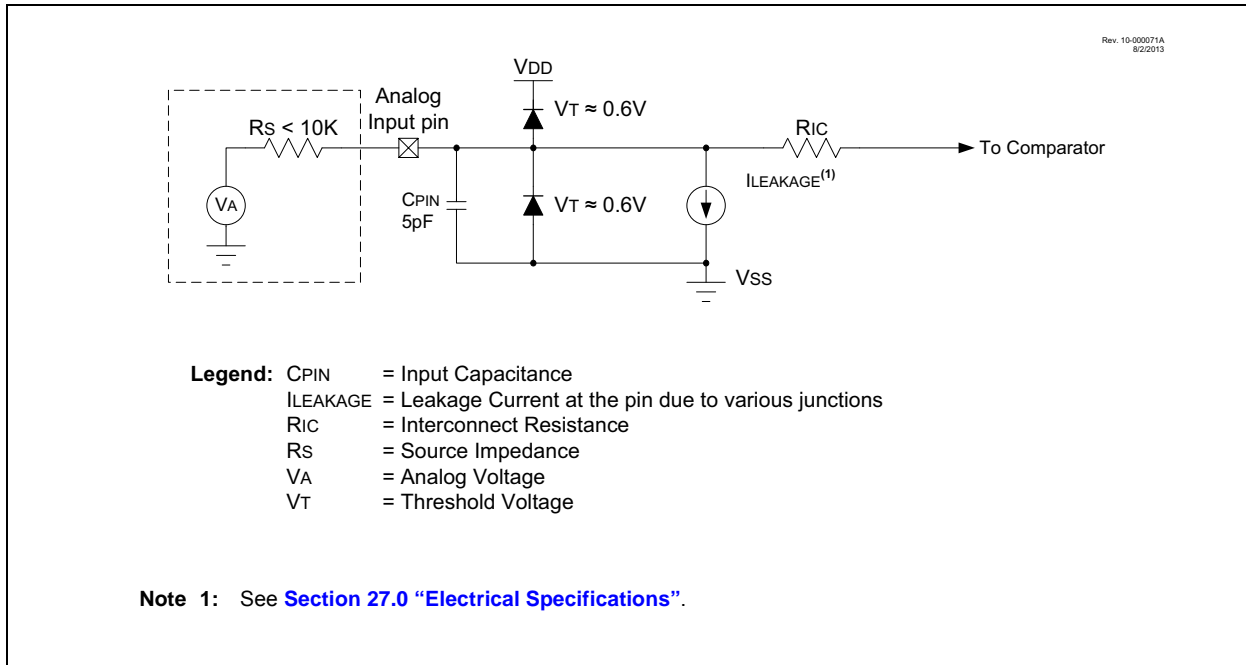 Rev. 10-000071A
8/2/2013
VDD
Analog
Input pin
VT ≈ 0.6V
RS < 10K
RIC
To Comparator
ILEAKAGE(1)
VA
CPIN
5pF
VT ≈ 0.6V
VSS
Legend: CPIN = Input Capacitance
ILEAKAGE = Leakage Current at the pin due to various junctions
RIC = Interconnect Resistance
RS = Source Impedance
VA = Analog Voltage
VT = Threshold Voltage
Note 1: See Section 27.0 “Electrical Specifications”.